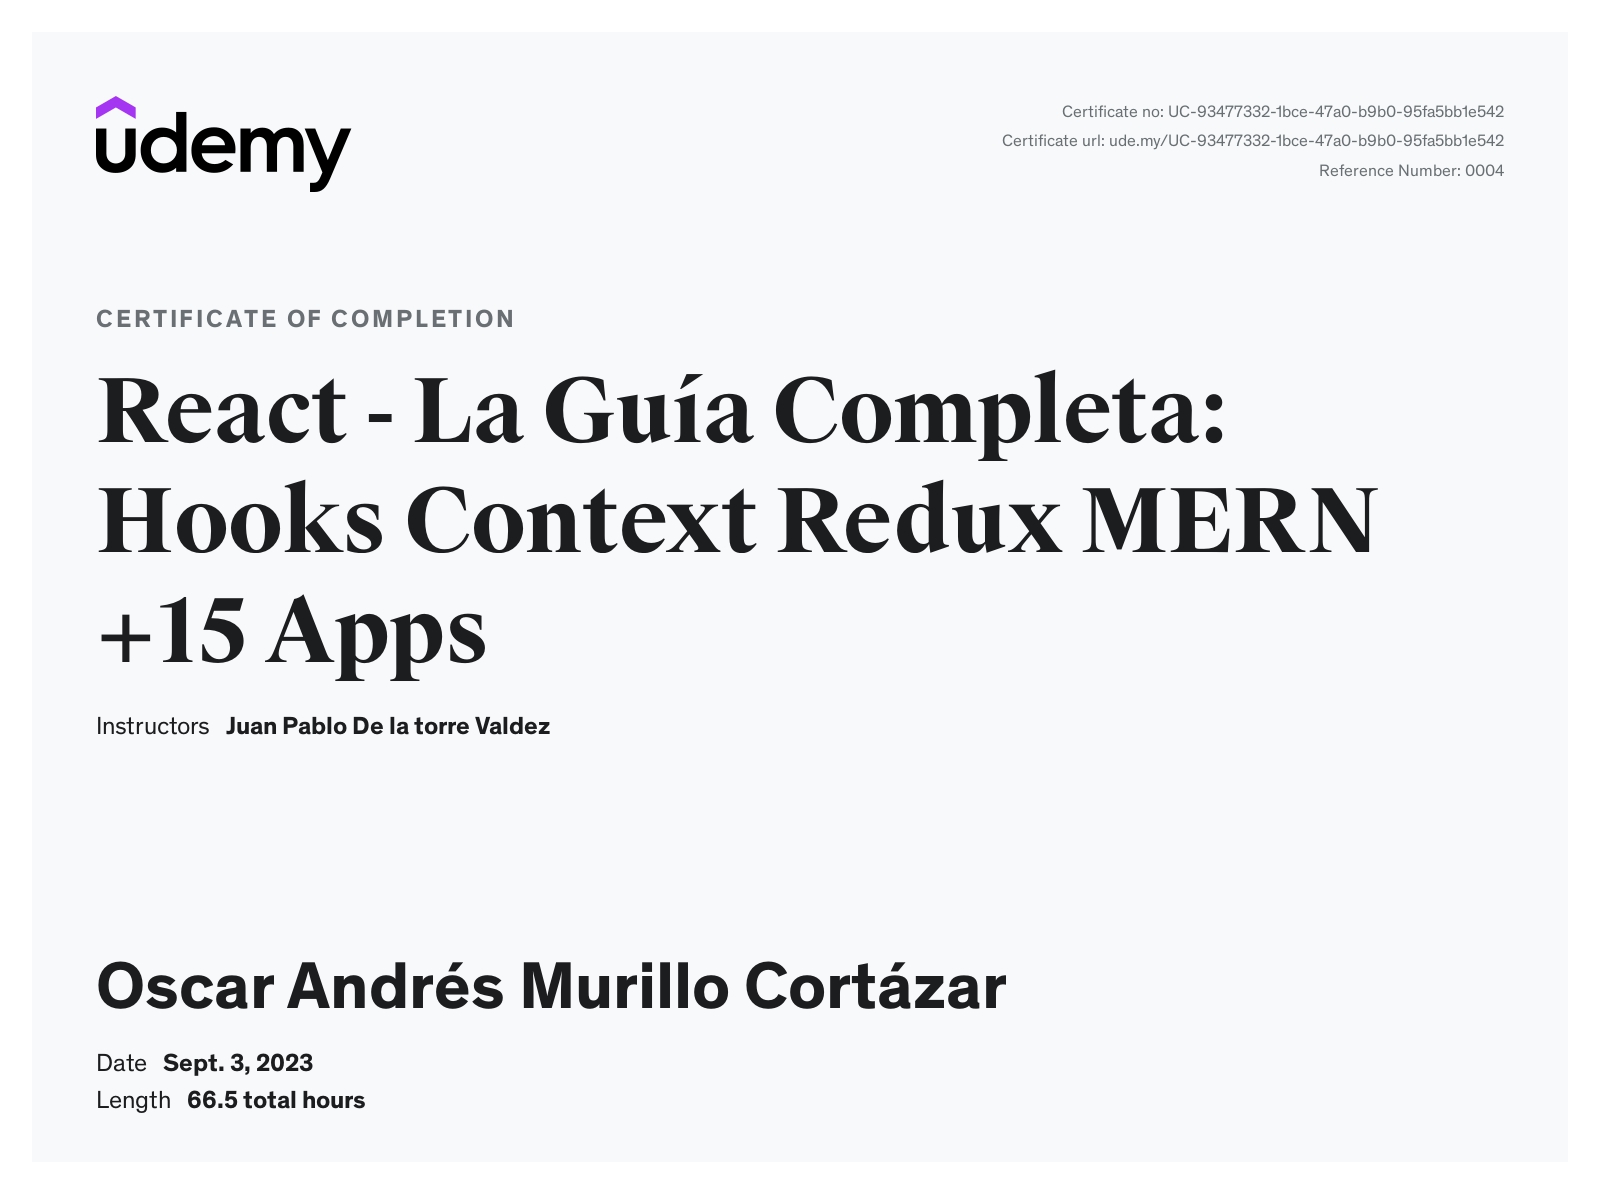 udemy
Certificate no: UC-93477332-1bce-47a0-b9b0-95fa5bb1e542
Certificate url: ude.my/UC-93477332-1bce-47a0-b9b0-95fa5bb1e542
Reference Number: 0004
CERTIFICATE OF COMPLETION
React - La Guía Completa:
Hooks Context Redux MERN
+15 Apps
Instructors Juan Pablo De la torre Valdez
Oscar Andrés Murillo Cortázar
Date Sept. 3, 2023
Length 66.5 total hours